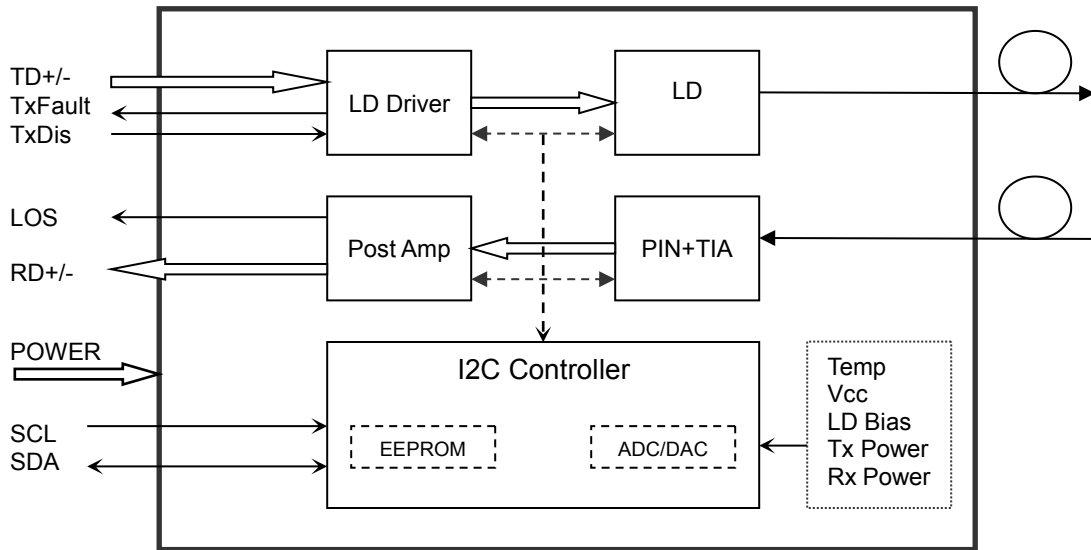 TD+/-
TxFault
TxDis
LD Driver
LD
LOS
RD+/-
Post Amp
PIN+TIA
POWER
SCL
SDA
I2C Controller
EEPROM
ADC/DAC
Temp
Vcc
LD Bias
Tx Power
Rx Power